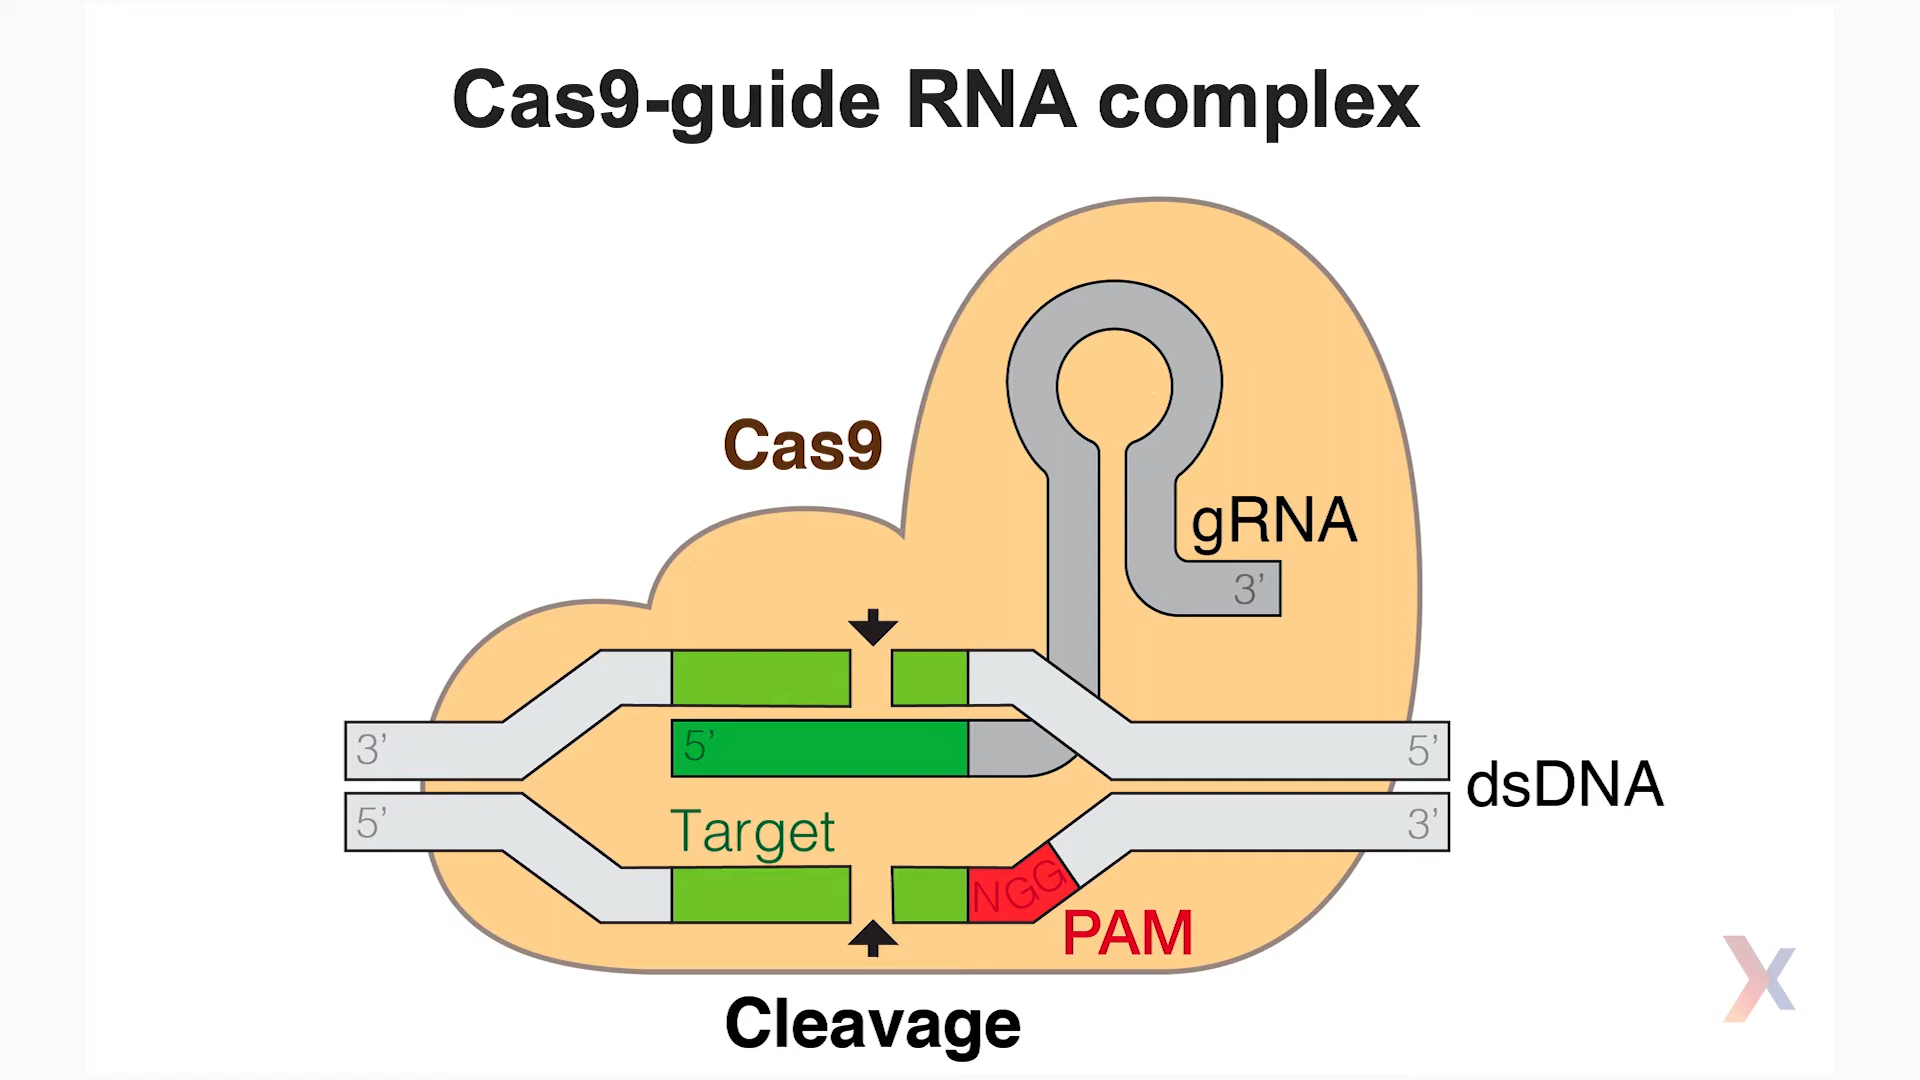 Cas9-guide RNA complex
Cas9
gRNA
3’
3’
5’
5’
dsDNA
5’
Target
3’
NGG
PAM
Cleavage
X